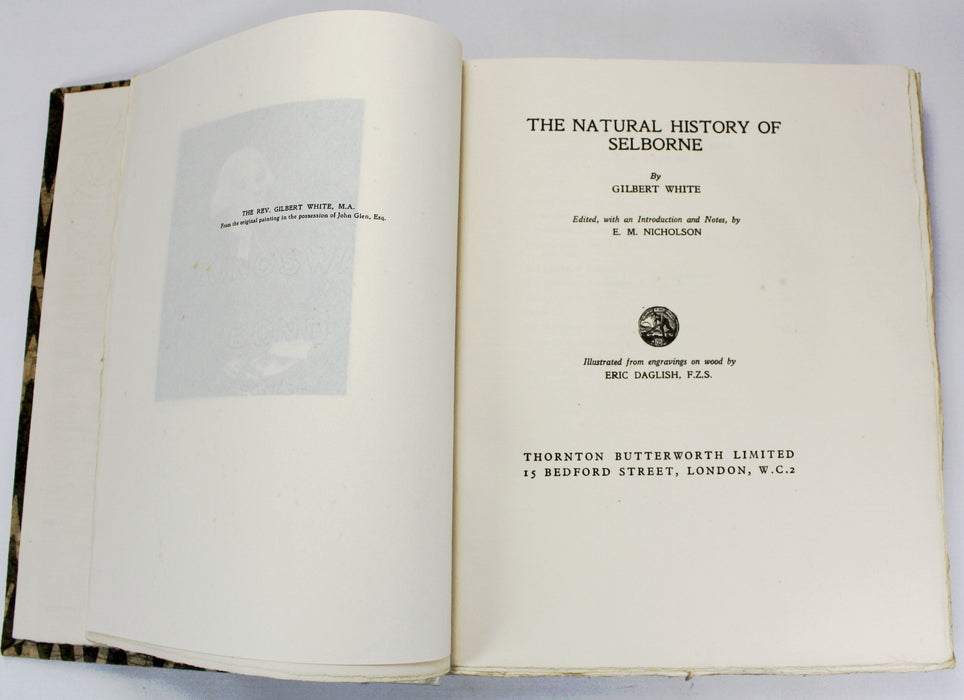 THE REV. GILBERT WHITE, M.A.
From the original painting in the possession of John Glen, Esq.
THE NATURAL HISTORY OF
SELBORNE
By
GILBERT WHITE
Edited, with an Introduction and Notes, by
E. M. NICHOLSON
Illustrated from engravings on wood by
ERIC DAGLISH, F.Z.S.
THORNTON BUTTERWORTH LIMITED
15 BEDFORD STREET, LONDON, W.C.2